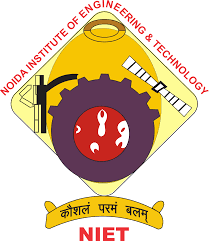 NOIDA INSTITUTE OF ENGINEERING & TECHNOLOGY
कौशलं परमं बलम्
NIET